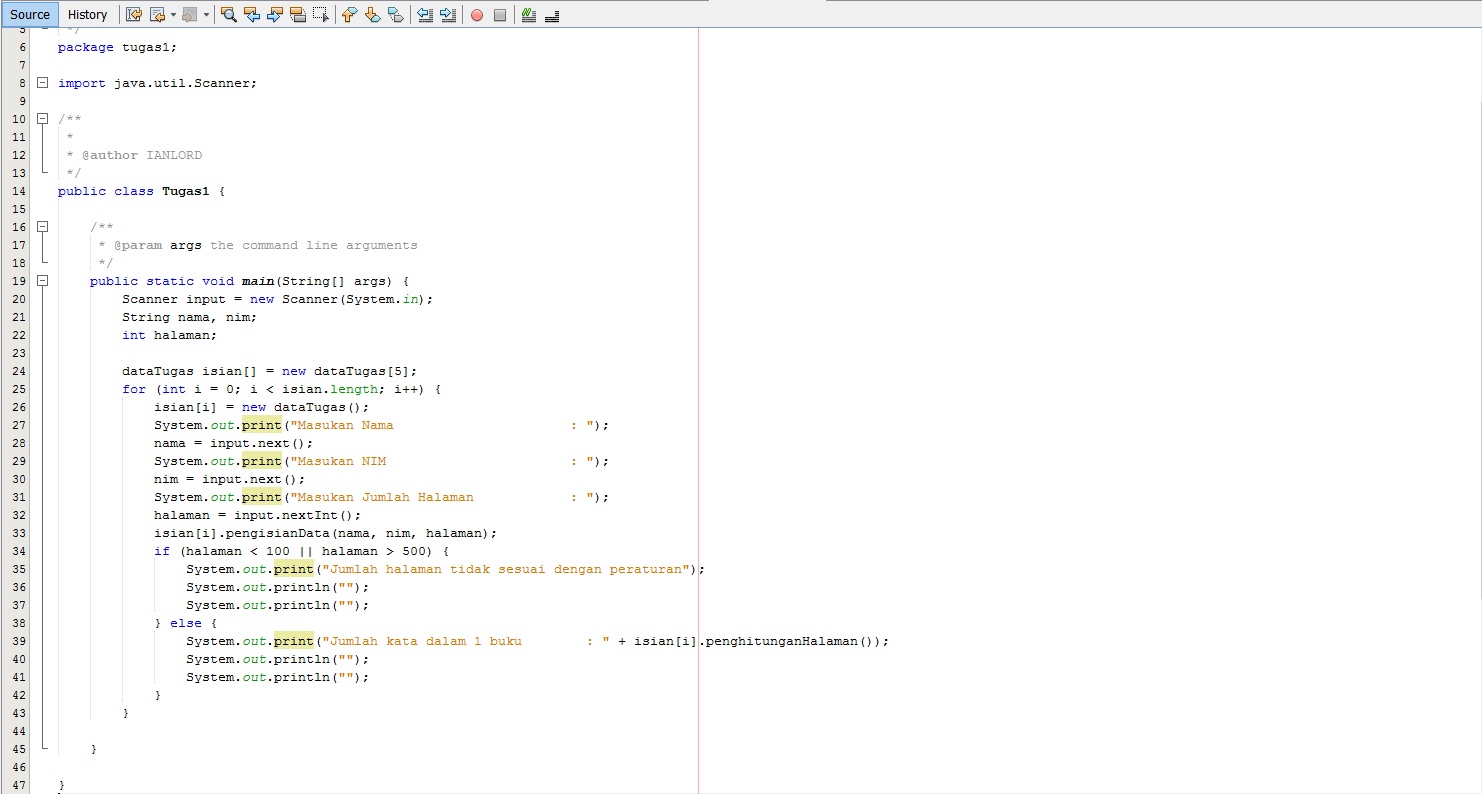 Source History
5 */
6 package tugas1;
7
8 import java.util.Scanner;
9
10 /**
11 *
12 * @author IANLORD
13 */
14 public class Tugas1 {
15
16 /**
17 * @param args the command line arguments
18 */
19 public static void main(String[] args) {
20 Scanner input = new Scanner(System.in);
21 String nama, nim;
22 int halaman;
23
24 dataTugas isian[] = new dataTugas[5];
25 for (int i = 0; i < isian.length; i++) {
26 isian[i] = new dataTugas();
27 System.out.print("Masukan Nama : ");
28 nama = input.next();
29 System.out.print("Masukan NIM : ");
30 nim = input.next();
31 System.out.print("Masukan Jumlah Halaman : ");
32 halaman = input.nextInt();
33 isian[i].pengisianData(nama, nim, halaman);
34 if (halaman < 100 || halaman > 500) {
35 System.out.print("Jumlah halaman tidak sesuai dengan peraturan");
36 System.out.println("");
37 System.out.println("");
38 } else {
39 System.out.print("Jumlah kata dalam 1 buku : " + isian[i].penghitunganHalaman());
40 System.out.println("");
41 System.out.println("");
42 }
43 }
44
45 }
46
47 }